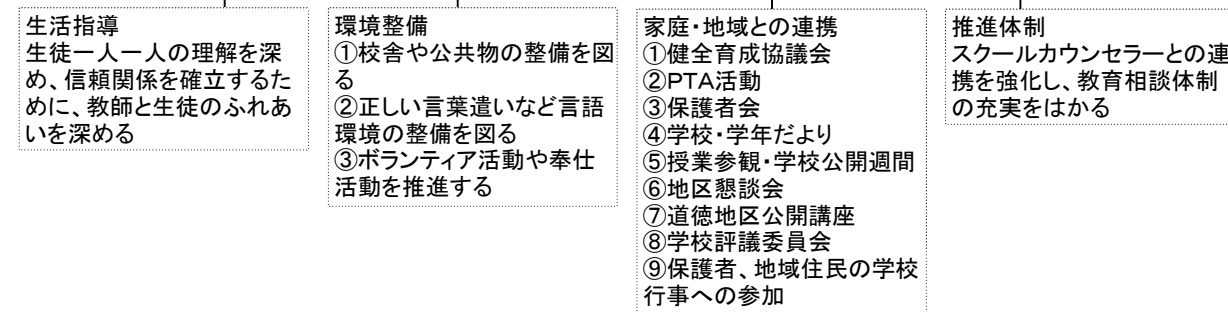 生活指導
生徒一人一人の理解を深
め、信頼関係を確立するた
めに、教師と生徒のふれあ
いを深める
環境整備
①校舎や公共物の整備を図
る
②正しい言葉遣いなど言語
環境の整備を図る
③ボランティア活動や奉仕
活動を推進する
家庭・地域との連携
①健全育成協議会
②PTA活動
③保護者会
④学校・学年だより
⑤授業参観・学校公開週間
⑥地区懇談会
⑦道徳地区公開講座
⑧学校評議委員会
⑨保護者、地域住民の学校
行事への参加
推進体制
スクールカウンセラーとの連
携を強化し、教育相談体制
の充実をはかる